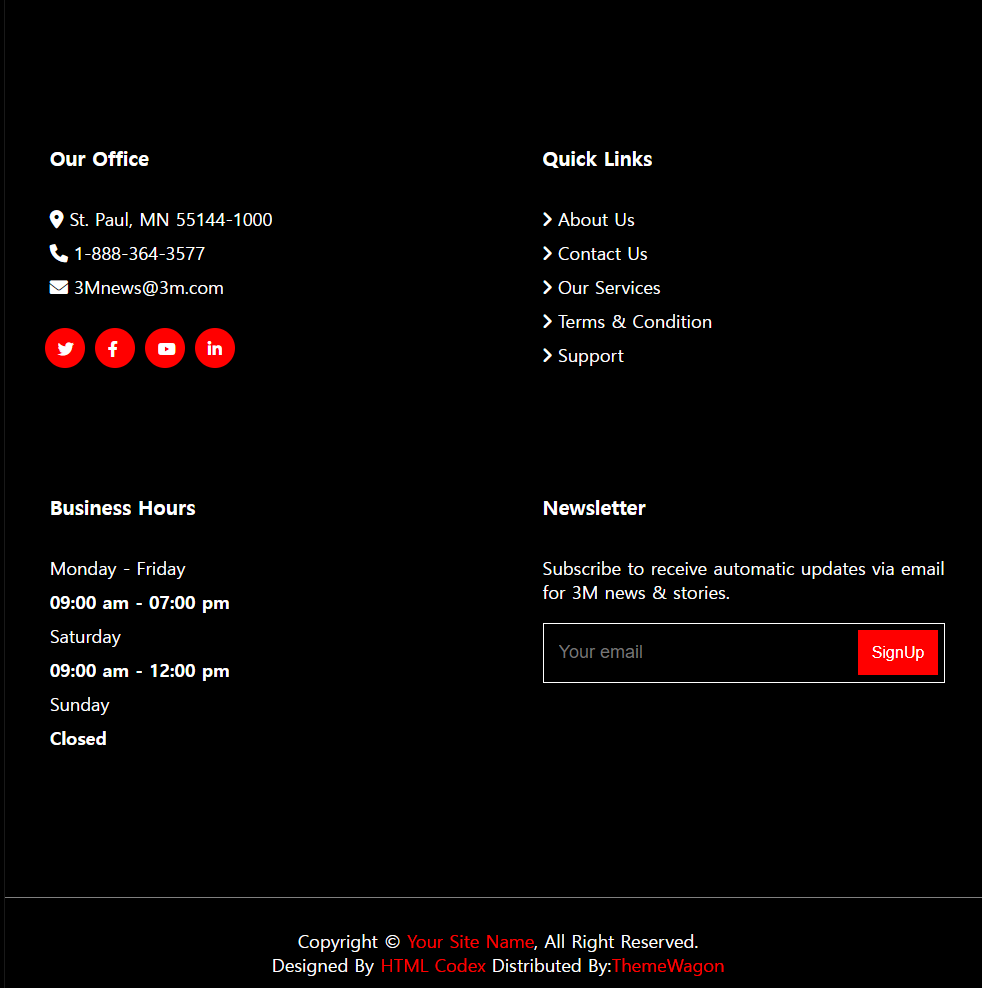 Our Office
St. Paul, MN 55144-1000
1-888-364-3577
3Mnews@3m.com
Quick Links
About Us
Contact Us
Our Services
Terms & Condition
Support
Business Hours
Monday - Friday
09:00 am - 07:00 pm
Saturday
09:00 am - 12:00 pm
Sunday
Closed
Newsletter
Subscribe to receive automatic updates via email
for 3M news & stories.
Your email
SignUp
Copyright © Your Site Name, All Right Reserved.
Designed By HTML Codex Distributed By:ThemeWagon